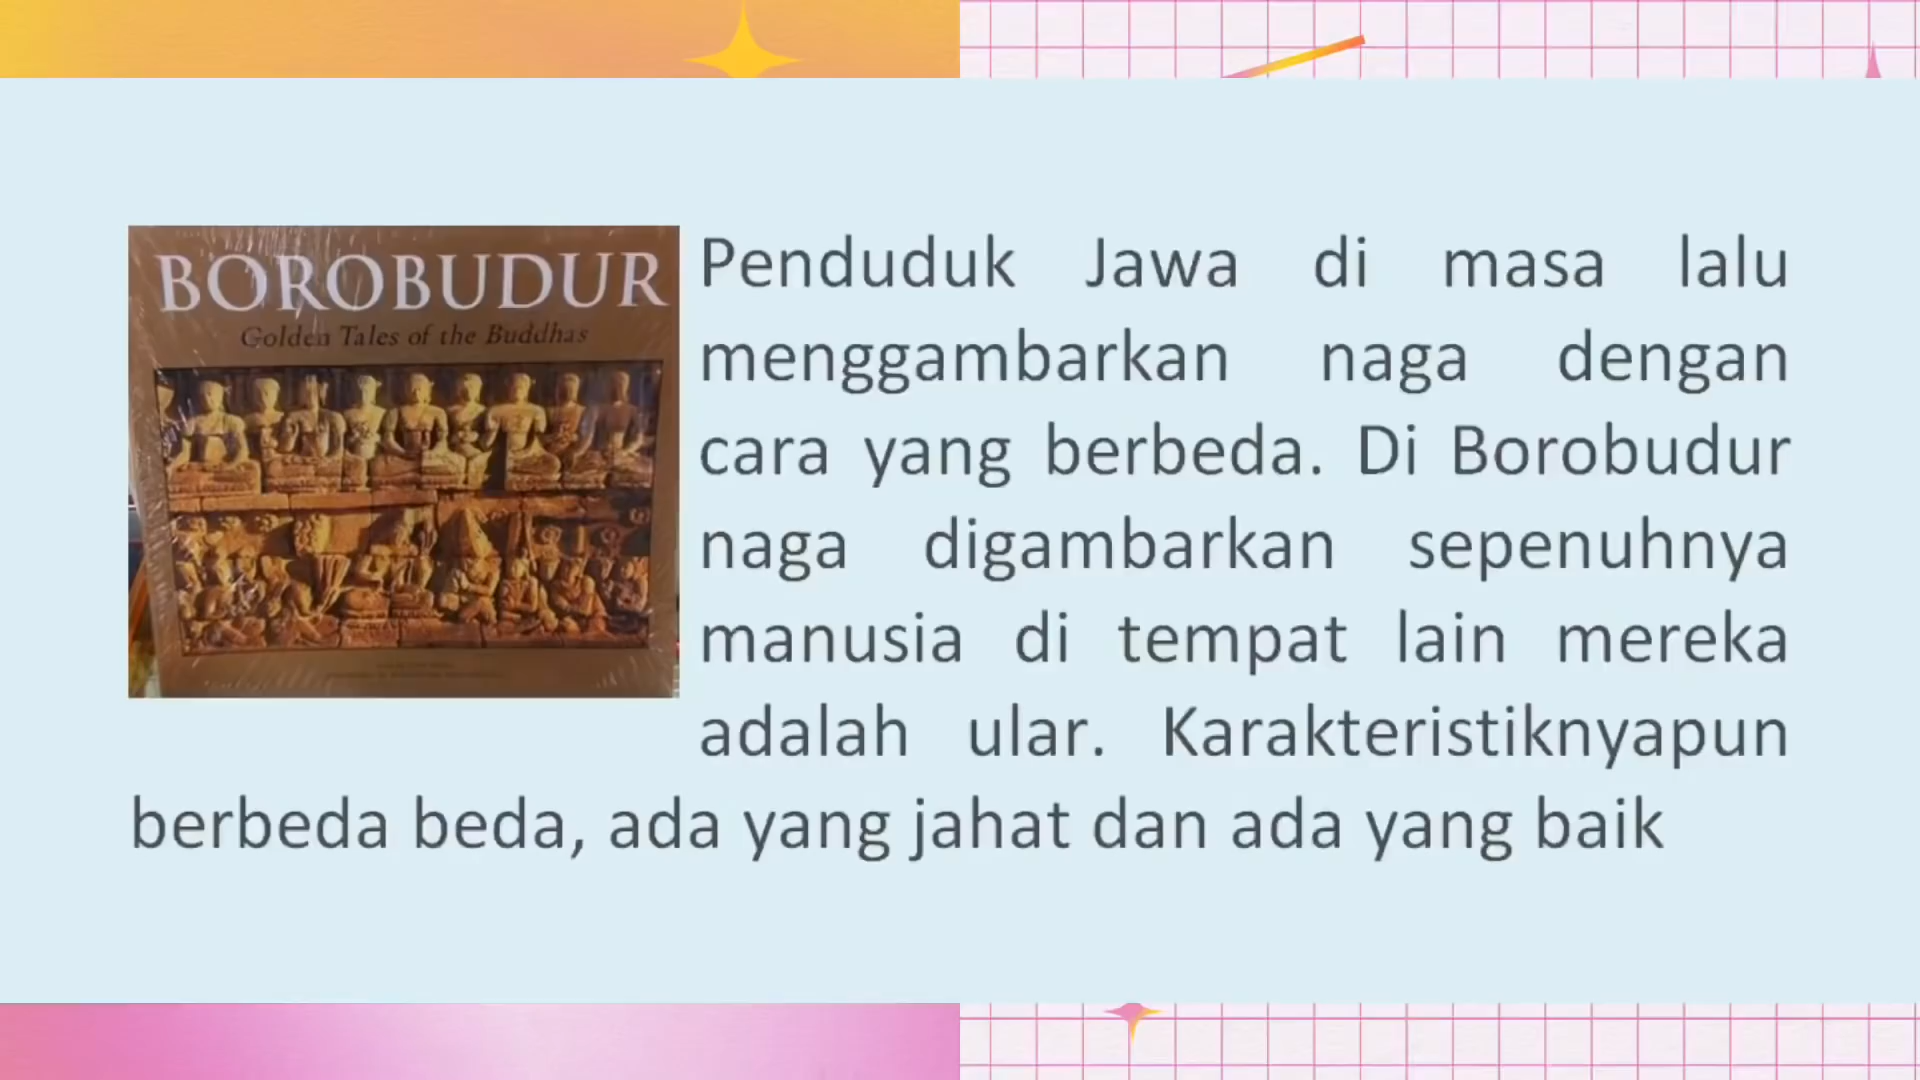 BOROBUDUR
Golden Tales of the Buddhas
Penduduk Jawa di masa lalu
menggambarkan naga dengan
cara yang berbeda. Di Borobudur
naga digambarkan sepenuhnya
manusia di tempat lain mereka
adalah ular. Karakteristiknyapun
berbeda beda, ada yang jahat dan ada yang baik